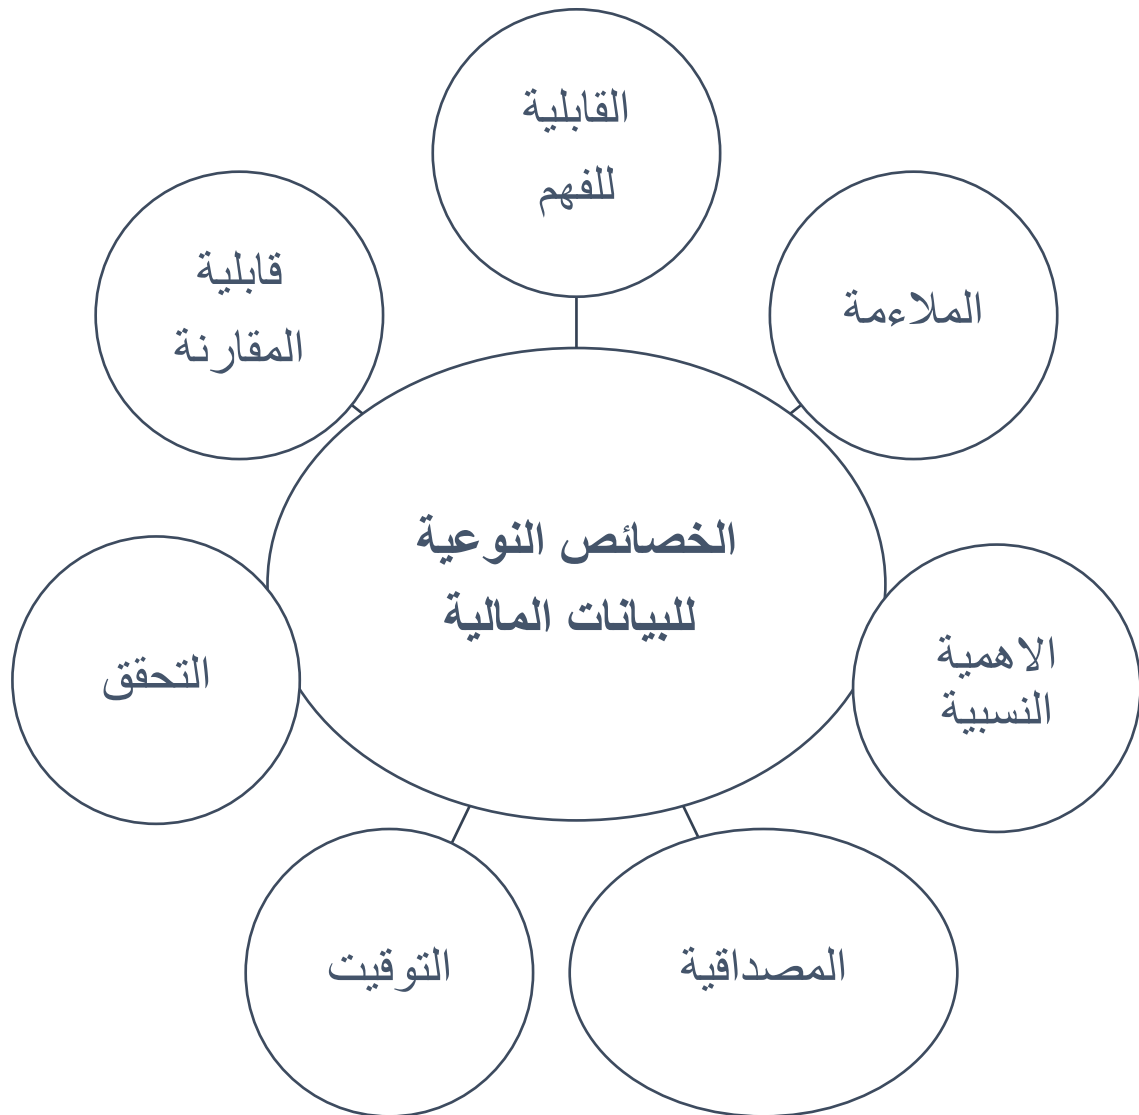 القابلية
للفهم
الملاءمة
الاهمية
النسبية
المصداقية
التوقيت
التحقق
قابلية
المقارنة
الخصائص النوعية
للبيانات المالية